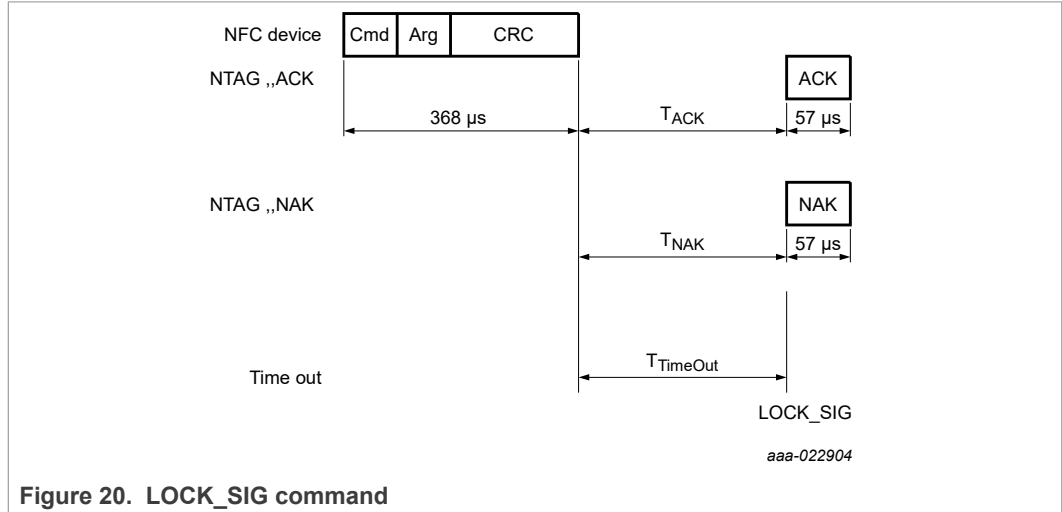 NFC device Cmd Arg CRC
NTAG ,,ACK ACK
368 µs TACK 57 µs
NTAG ,,NAK NAK
TNAK 57 µs
Time out TTimeOut
LOCK_SIG
aaa-022904
Figure 20. LOCK_SIG command